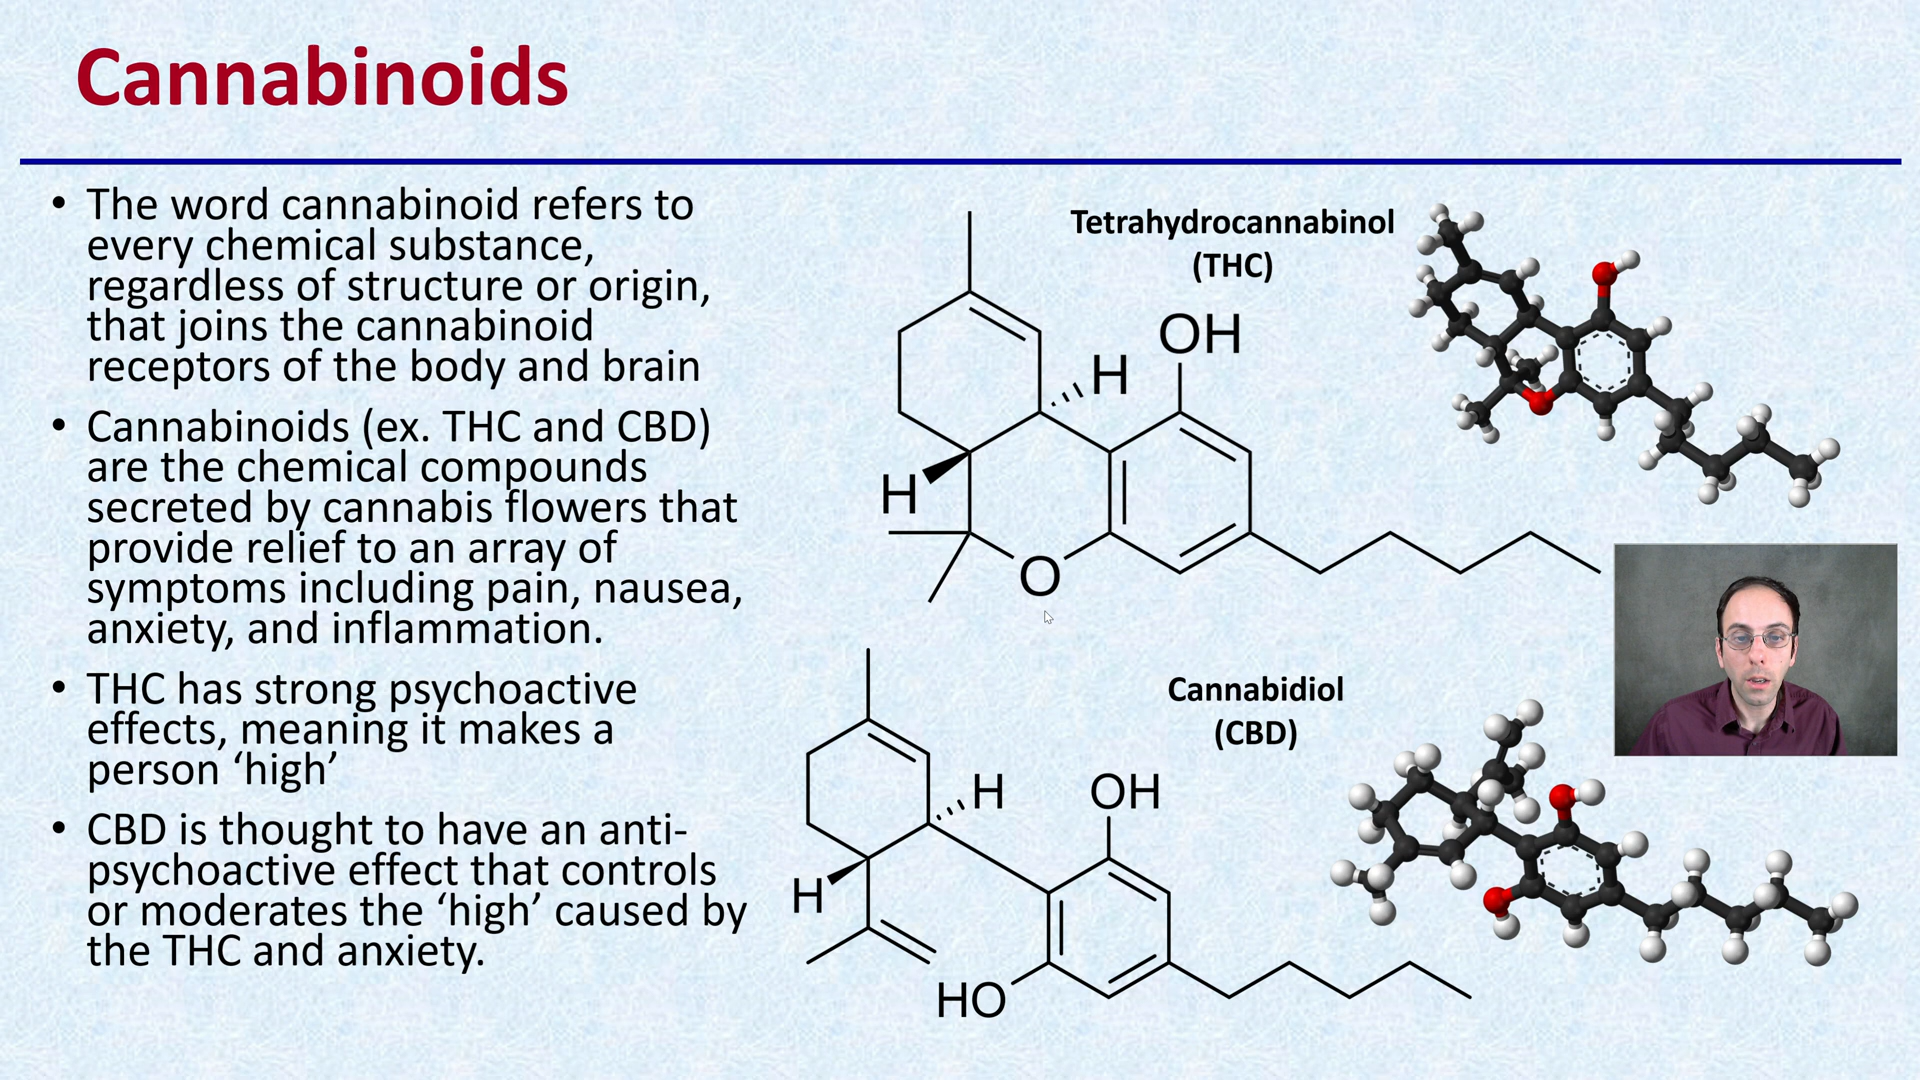 Cannabinoids
• The word cannabinoid refers to
every chemical substance,
regardless of structure or origin,
that joins the cannabinoid
receptors of the body and brain
• Cannabinoids (ex. THC and CBD)
are the chemical compounds
secreted by cannabis flowers that
provide relief to an array of
symptoms including pain, nausea,
anxiety, and inflammation.
• THC has strong psychoactive
effects, meaning it makes a
person ‘high’
• CBD is thought to have an anti-
psychoactive effect that controls
or moderates the ‘high’ caused by
the THC and anxiety.
Tetrahydrocannabinol
(THC)
OH
H
H
O
Cannabidiol
(CBD)
H
OH
H
HO